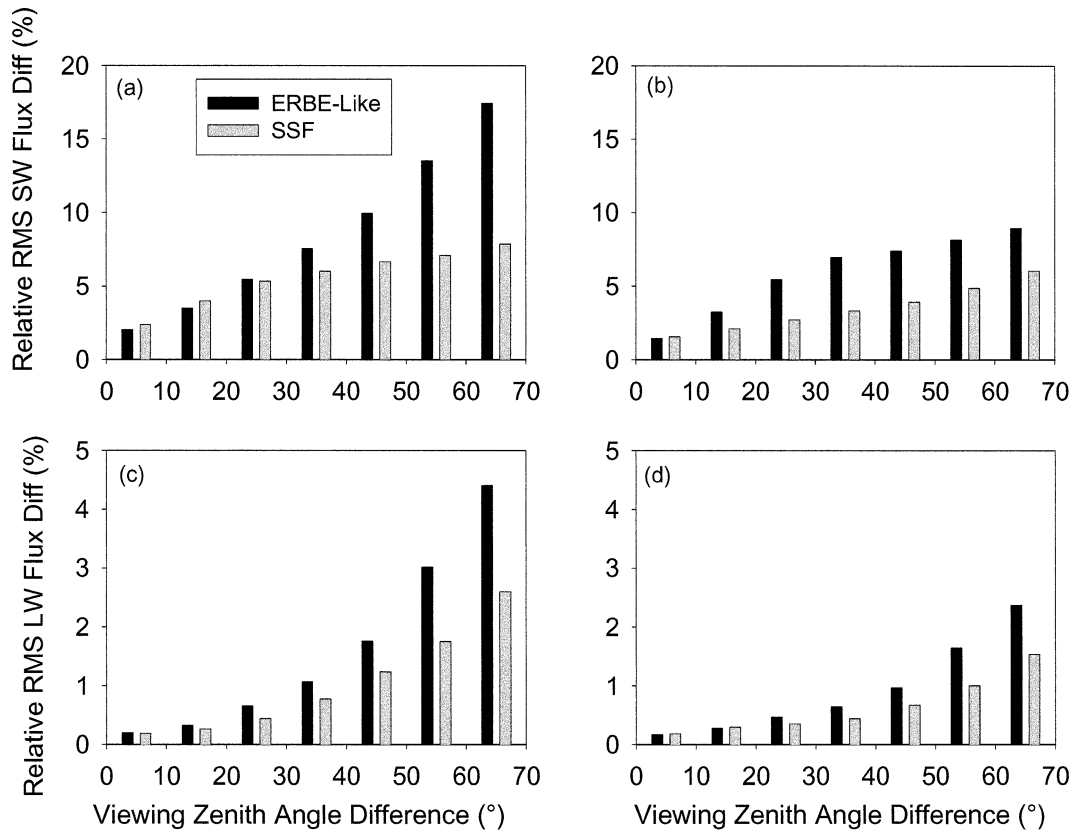 Relative RMS SW Flux Diff (%)
20
15
10
5
0
(a)
ERBE-Like
SSF
0 10 20 30 40 50 60 70
20
15
10
5
0
(b)
0 10 20 30 40 50 60 70
Relative RMS LW Flux Diff (%)
5
4
3
2
1
0
(c)
0 10 20 30 40 50 60 70
Viewing Zenith Angle Difference (°)
5
4
3
2
1
0
(d)
0 10 20 30 40 50 60 70
Viewing Zenith Angle Difference (°)